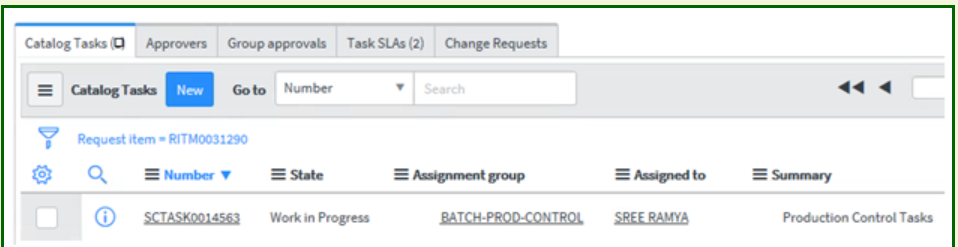 Catalog Tasks Approvers Group approvals Task SLAs (2) Change Requests
Catalog Tasks New Go to Number Search
Request item = RITM0031290
Number State Assignment group Assigned to Summary
SCTASK0014563 Work in Progress BATCH-PROD-CONTROL SREE RAMYA Production Control Tasks